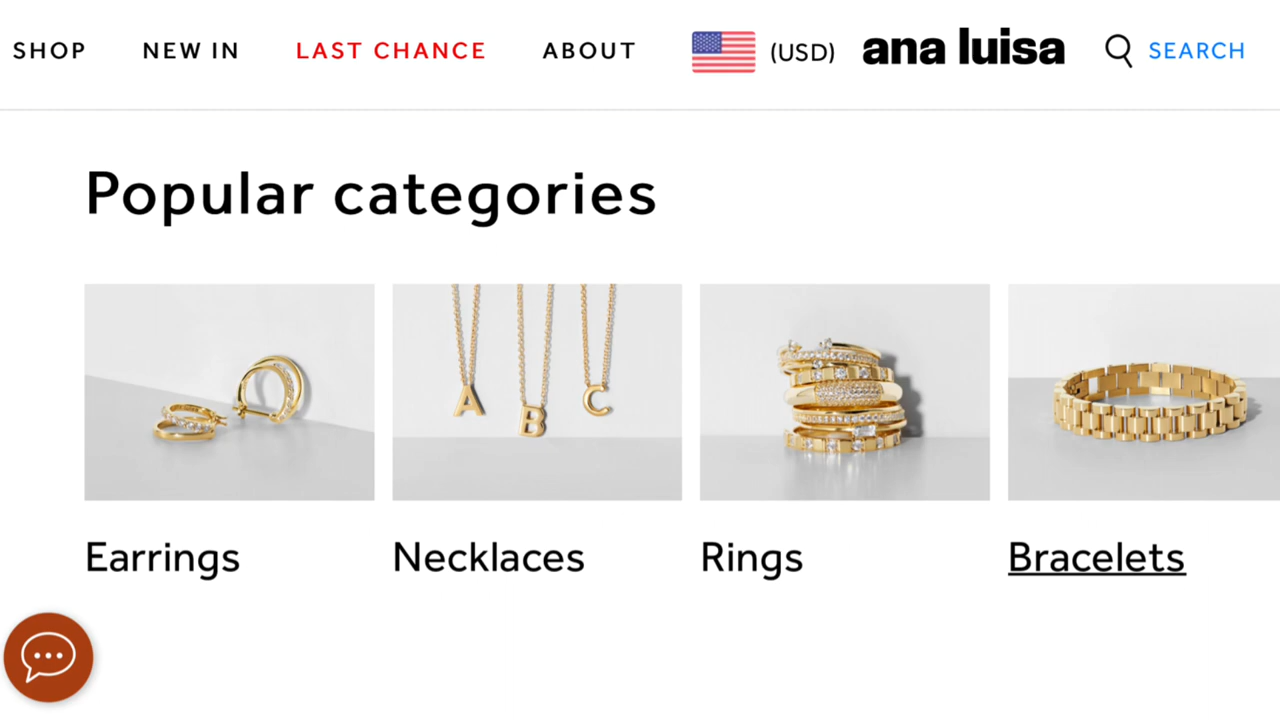 SHOP NEW IN LAST CHANCE ABOUT (USD) ana luisa SEARCH
Popular categories
A B C
Earrings Necklaces Rings Bracelets